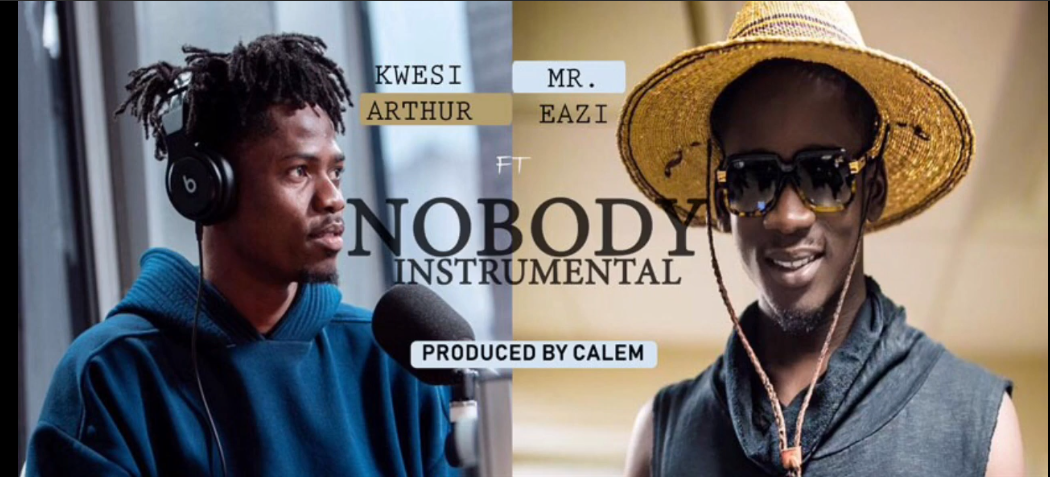 KWESI
ARTHUR
MR.
EAZI
FT
NOBODY
INSTRUMENTAL
PRODUCED BY CALEM
b